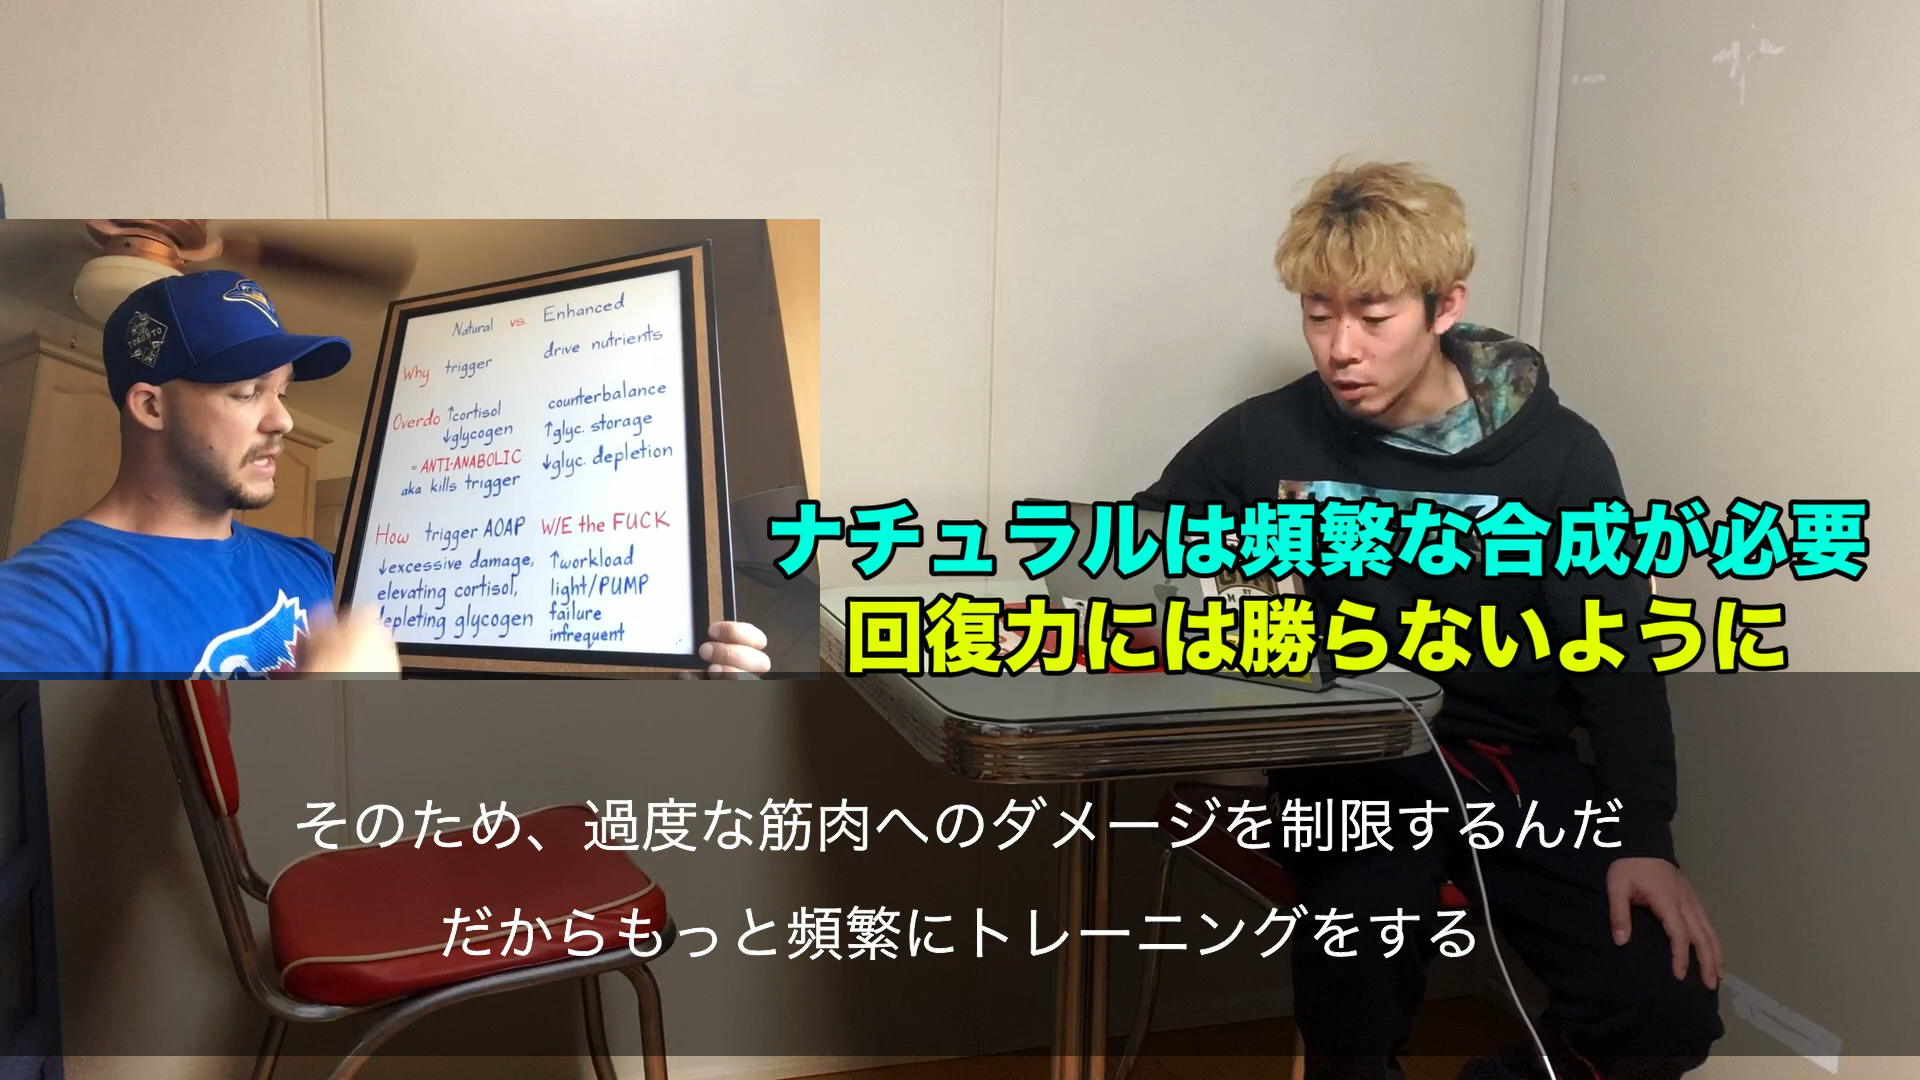 TORONTO
Natural vs. Enhanced
Why trigger
drive nutrients
Overdo ↑cortisol
↓glycogen
= ANTI-ANABOLIC
aka kills trigger
counterbalance
↑glyc. storage
↓glyc. depletion
How trigger AOAP
↓excessive damage,
elevating cortisol,
depleting glycogen
W/E the FUCK
↑workload
light/PUMP
failure
infrequent
ナチュラルは頻繁な合成が必要
回復力には勝らないように
そのため、過度な筋肉へのダメージを制限するんだ
だからもっと頻繁にトレーニングをする